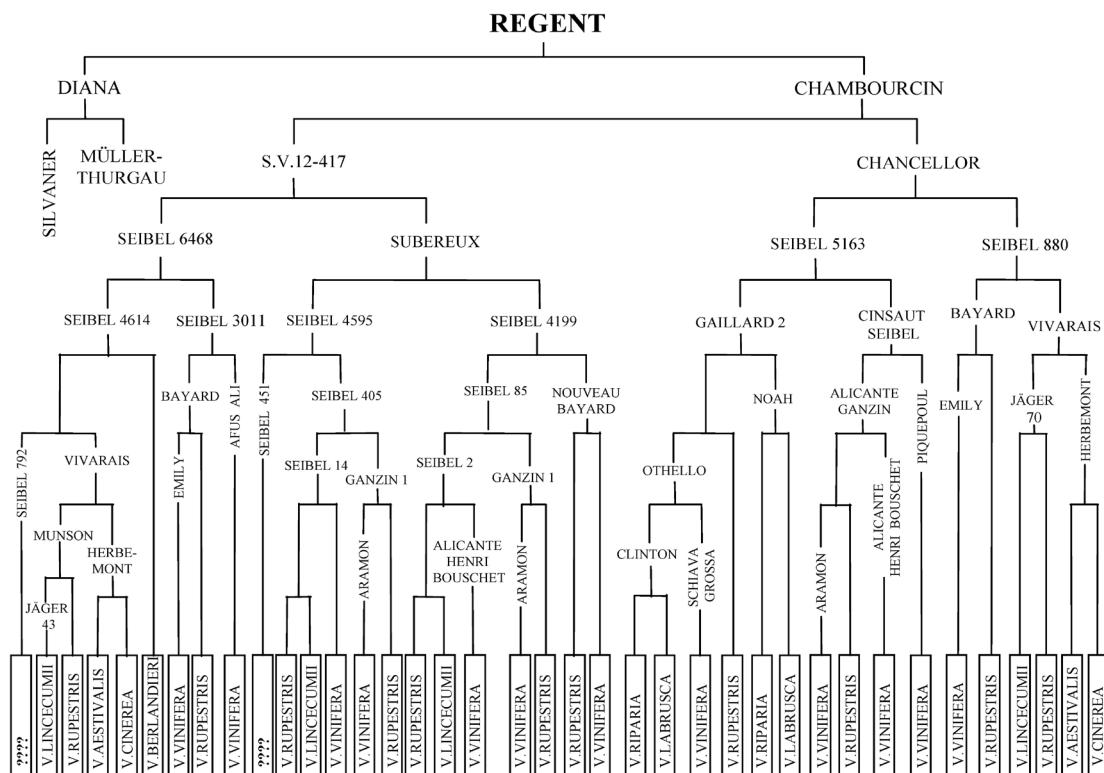 REGENT
DIANA
CHAMBOURCIN
SILVANER
MÜLLER-
THURGAU
S.V.12-417
CHANCELLOR
SEIBEL 6468
SUBEREUX
SEIBEL 5163
SEIBEL 880
SEIBEL 4614
SEIBEL 3011
SEIBEL 4595
SEIBEL 4199
GAILLARD 2
CINSAUT
SEIBEL
BAYARD
VIVARAIS
SEIBEL 792
VIVARAIS
BAYARD
AFUS ALI
SEIBEL 451
SEIBEL 405
SEIBEL 85
NOUVEAU
BAYARD
NOAH
ALICANTE
GANZIN
PIQUEPOUL
EMILY
JÄGER
70
HERBEMONT
MUNSON
HERBE-
MONT
EMILY
SEIBEL 14
GANZIN 1
SEIBEL 2
GANZIN 1
OTHELLO
JÄGER
43
ARAMON
ALICANTE
HENRI
BOUSCHET
ARAMON
CLINTON
SCHIAVA
GROSSA
ARAMON
ALICANTE
HENRI BOUSCHET
????
V.LINCECUMII
V.RUPESTRIS
V.AESTIVALIS
V.CINEREA
V.BERLANDIERI
V.VINIFERA
V.RUPESTRIS
V.VINIFERA
????
V.RUPESTRIS
V.LINCECUMII
V.VINIFERA
V.VINIFERA
V.RUPESTRIS
V.RUPESTRIS
V.LINCECUMII
V.VINIFERA
V.VINIFERA
V.RUPESTRIS
V.RUPESTRIS
V.VINIFERA
V.RIPARIA
V.LABRUSCA
V.VINIFERA
V.RUPESTRIS
V.RIPARIA
V.LABRUSCA
V.VINIFERA
V.RUPESTRIS
V.VINIFERA
V.VINIFERA
V.VINIFERA
V.RUPESTRIS
V.LINCECUMII
V.RUPESTRIS
V.AESTIVALIS
V.CINEREA